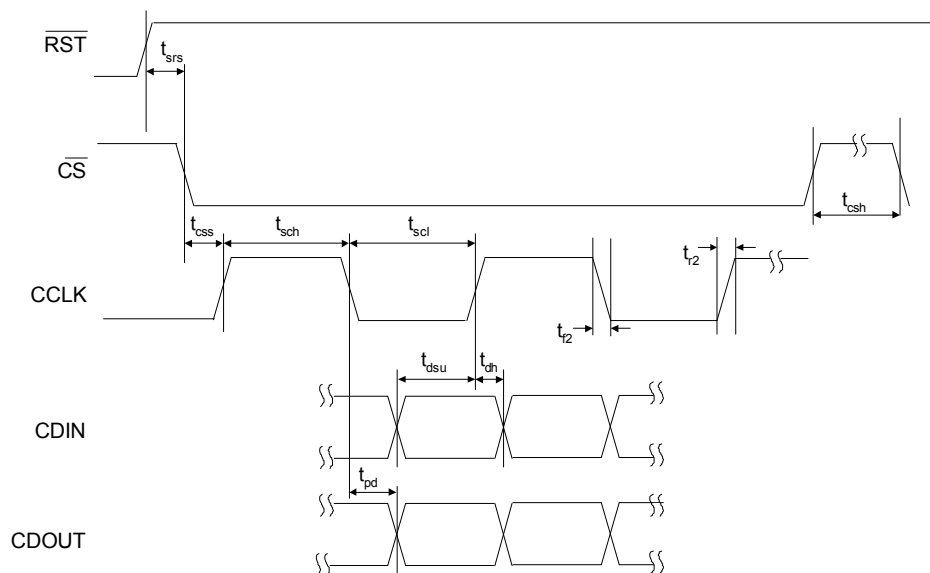 RST
t_srs
CS
t_csh
t_css
t_sch
t_scl
t_r2
CCLK
t_f2
t_dsu
t_dh
CDIN
t_pd
CDOUT